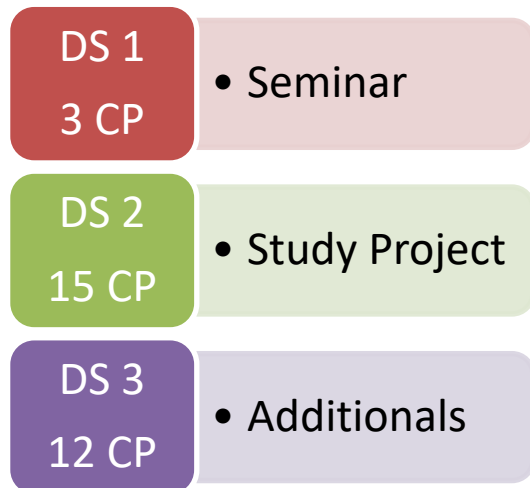 DS 1
3 CP
• Seminar
DS 2
15 CP
• Study Project
DS 3
12 CP
• Additionals